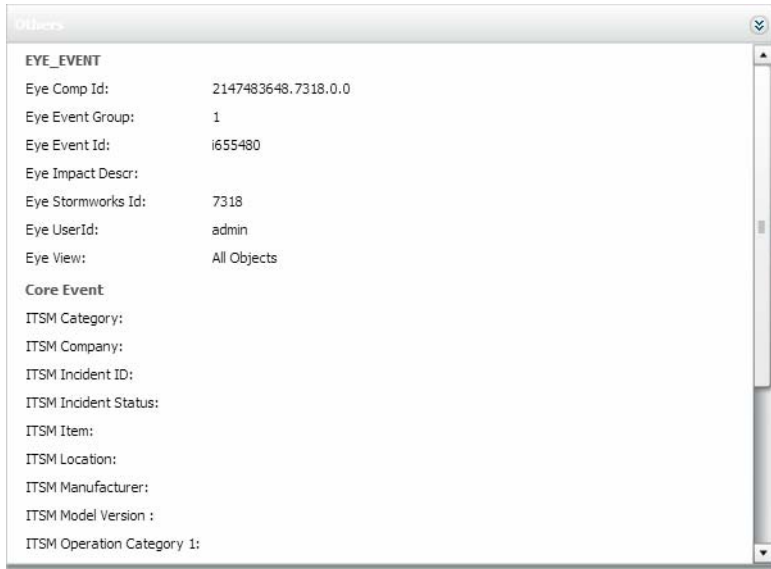 Others
EYE_EVENT
Eye Comp Id: 2147483648.7318.0.0
Eye Event Group: 1
Eye Event Id: i655480
Eye Impact Descr:
Eye Stormworks Id: 7318
Eye UserId: admin
Eye View: All Objects
Core Event
ITSM Category:
ITSM Company:
ITSM Incident ID:
ITSM Incident Status:
ITSM Item:
ITSM Location:
ITSM Manufacturer:
ITSM Model Version :
ITSM Operation Category 1: